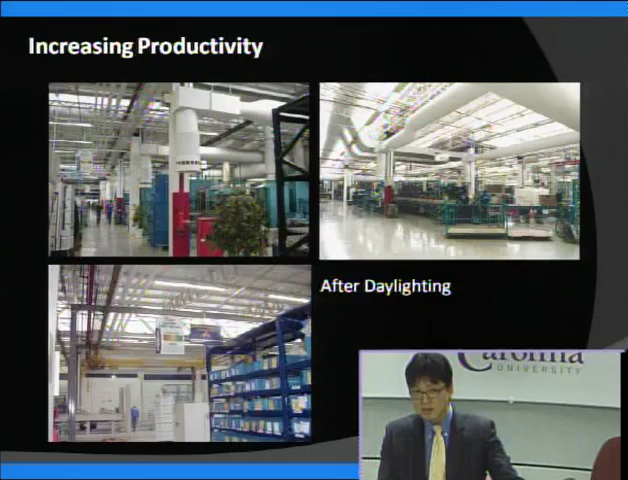 Increasing Productivity
After Daylighting
Carolina
UNIVERSITY